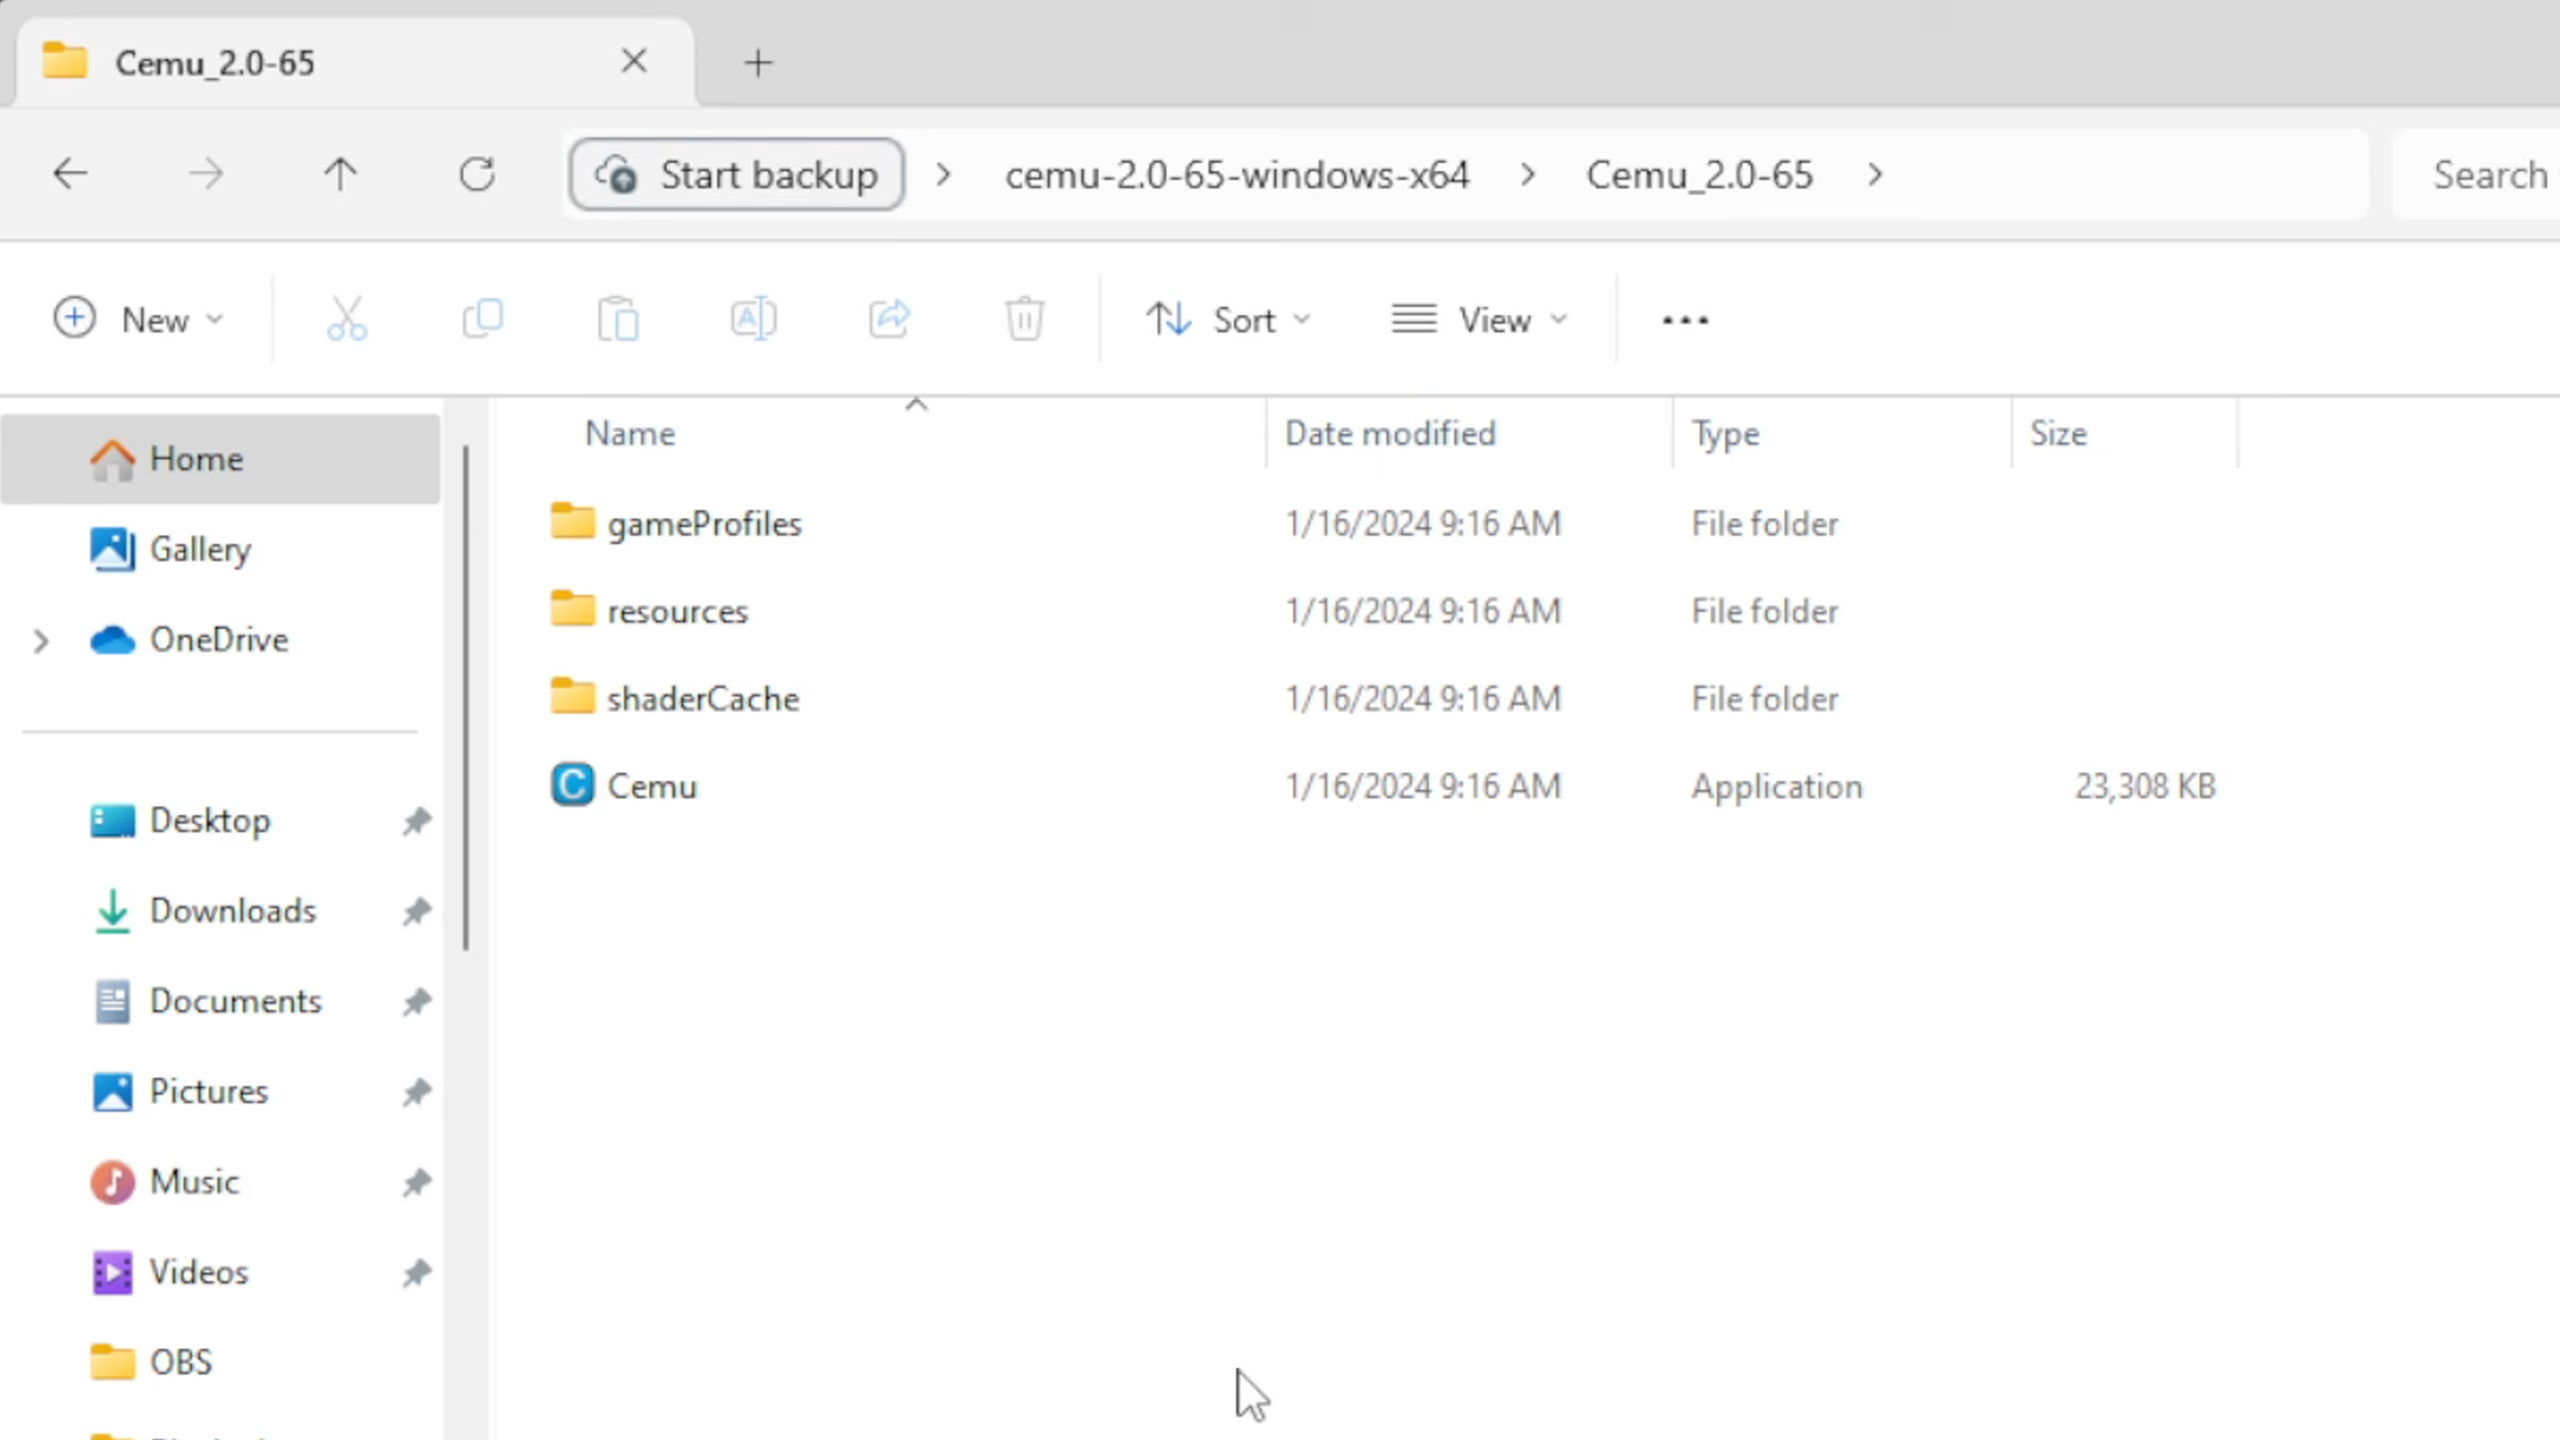 Cemu_2.0-65
Start backup
cemu-2.0-65-windows-x64
Cemu_2.0-65
Search
New
Sort
View
Name
Date modified
Type
Size
Home
Gallery
OneDrive
Desktop
Downloads
Documents
Pictures
Music
Videos
OBS
gameProfiles 1/16/2024 9:16 AM File folder
resources 1/16/2024 9:16 AM File folder
shaderCache 1/16/2024 9:16 AM File folder
C Cemu 1/16/2024 9:16 AM Application 23,308 KB